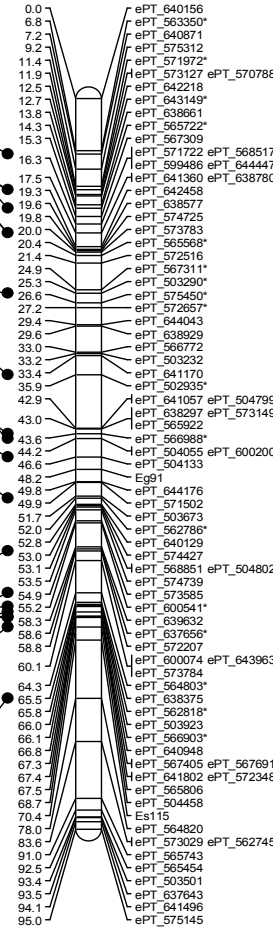 0.0 ePT_640156
6.8 ePT_563350*
7.2 ePT_640871
9.2 ePT_575312
11.4 ePT_571972*
11.9 ePT_573127 ePT_570788
12.5 ePT_642218
12.7 ePT_643149*
13.8 ePT_638661
14.3 ePT_565722*
15.3 ePT_567309
16.3 ePT_571722 ePT_568517
ePT_599486 ePT_644447
17.5 ePT_641360 ePT_638780
19.3 ePT_642458
19.6 ePT_638577
19.8 ePT_574725
20.0 ePT_573783
20.4 ePT_565568*
21.4 ePT_572516
24.9 ePT_567311*
25.3 ePT_503290*
26.6 ePT_575450*
27.2 ePT_572657*
29.4 ePT_644043
29.6 ePT_638929
33.0 ePT_566772
33.2 ePT_503232
33.4 ePT_641170
35.9 ePT_502935*
42.9 ePT_641057 ePT_504799
43.0 ePT_638297 ePT_573149
ePT_565922
43.6 ePT_566988*
44.2 ePT_504055 ePT_600200
46.6 ePT_504133
48.2 Eg91
49.8 ePT_644176
49.9 ePT_571502
51.7 ePT_503673
52.0 ePT_562786*
52.8 ePT_640129
53.0 ePT_574427
53.1 ePT_568851 ePT_504802
53.5 ePT_574739
54.9 ePT_573585
55.2 ePT_600541*
58.3 ePT_639632
58.6 ePT_637656*
58.8 ePT_572207
60.1 ePT_600074 ePT_643963
ePT_573784
64.3 ePT_564803*
65.5 ePT_638375
65.8 ePT_562818*
66.0 ePT_503923
66.1 ePT_566903*
66.8 ePT_640948
67.3 ePT_567405 ePT_567691
67.4 ePT_641802 ePT_572348
67.5 ePT_565806
68.7 ePT_504458
70.4 Es115
78.0 ePT_564820
83.6 ePT_573029 ePT_562745
91.0 ePT_565743
92.5 ePT_565454
93.4 ePT_503501
93.5 ePT_637643
94.1 ePT_641496
95.0 ePT_575145